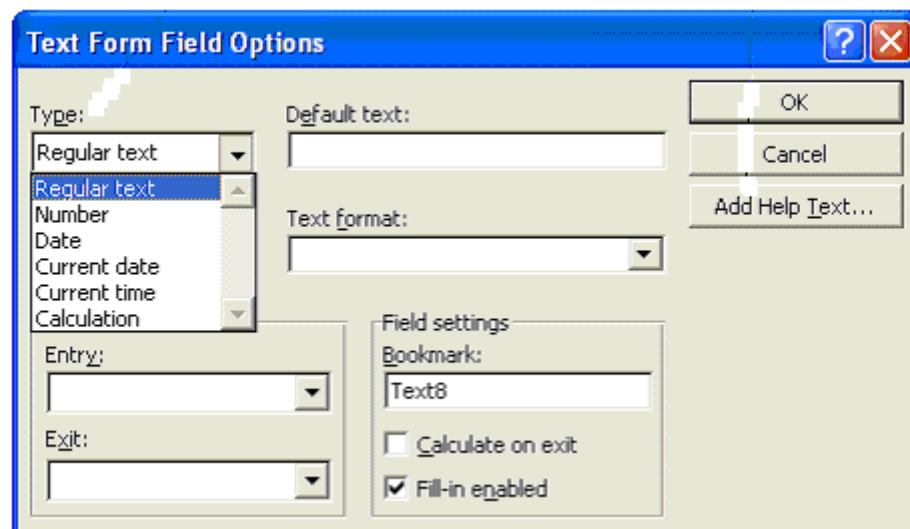 Text Form Field Options
Type:
Regular text
Regular text
Number
Date
Current date
Current time
Calculation
Default text:
Text format:
Entry:
Exit:
Field settings
Bookmark:
Text8
Calculate on exit
Fill-in enabled
OK
Cancel
Add Help Text...